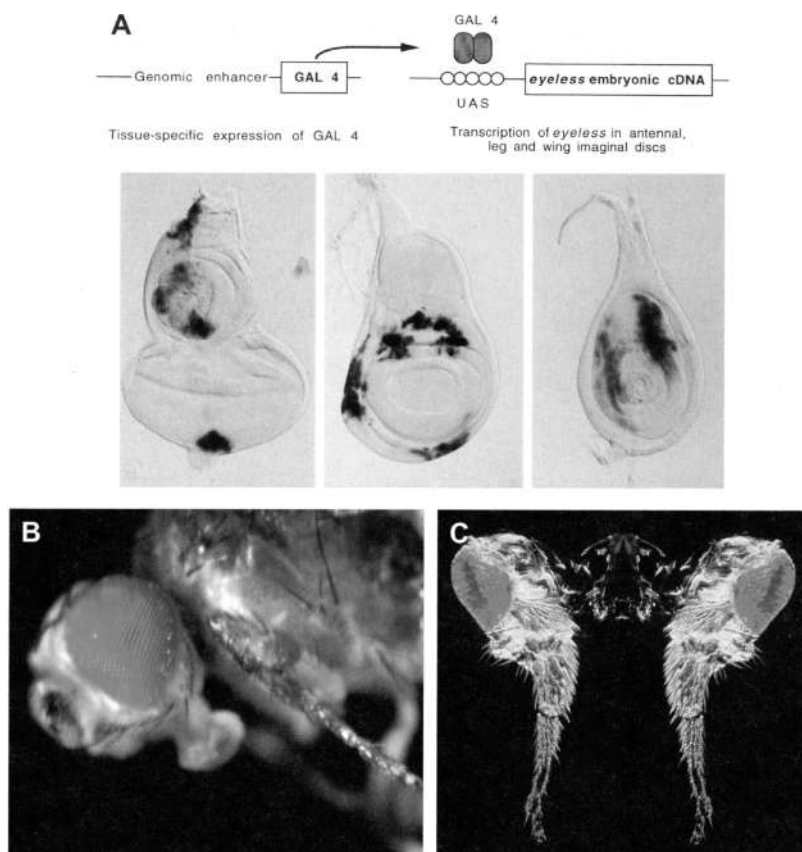 A
GAL 4
Genomic enhancer
GAL 4
eyeless embryonic cDNA
UAS
Tissue-specific expression of GAL 4
Transcription of eyeless in antennal,
leg and wing imaginal discs
B
C